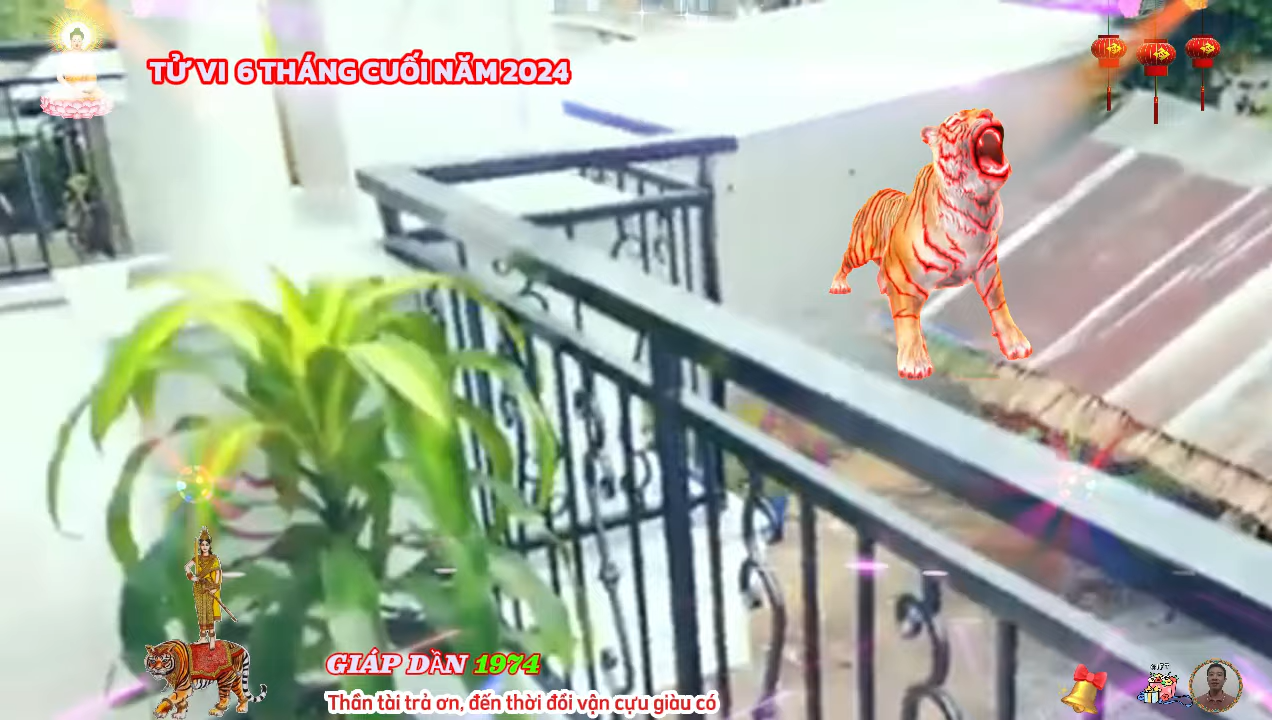 TỬ VI 6 THÁNG CUỐI NĂM 2024
GIÁP DẦN 1974
Thần tài trả ơn, đến thời đổi vận cựu giàu có